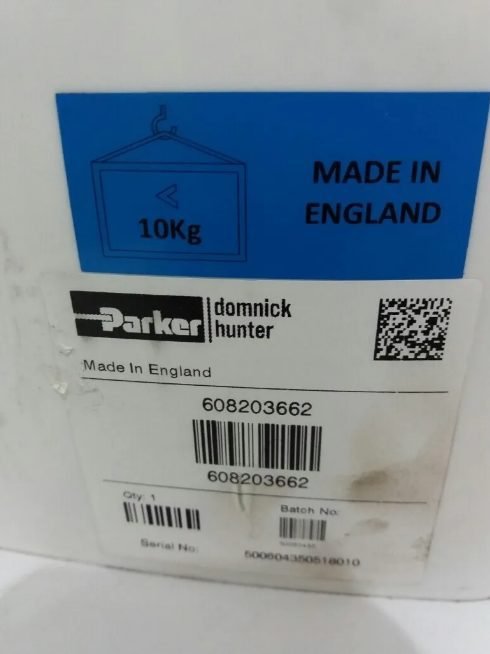 <
10Kg
MADE IN
ENGLAND
Parker
domnick
hunter
Made In England
608203662
608203662
Qty: 1
Batch No:
Serial No:
500604350518010